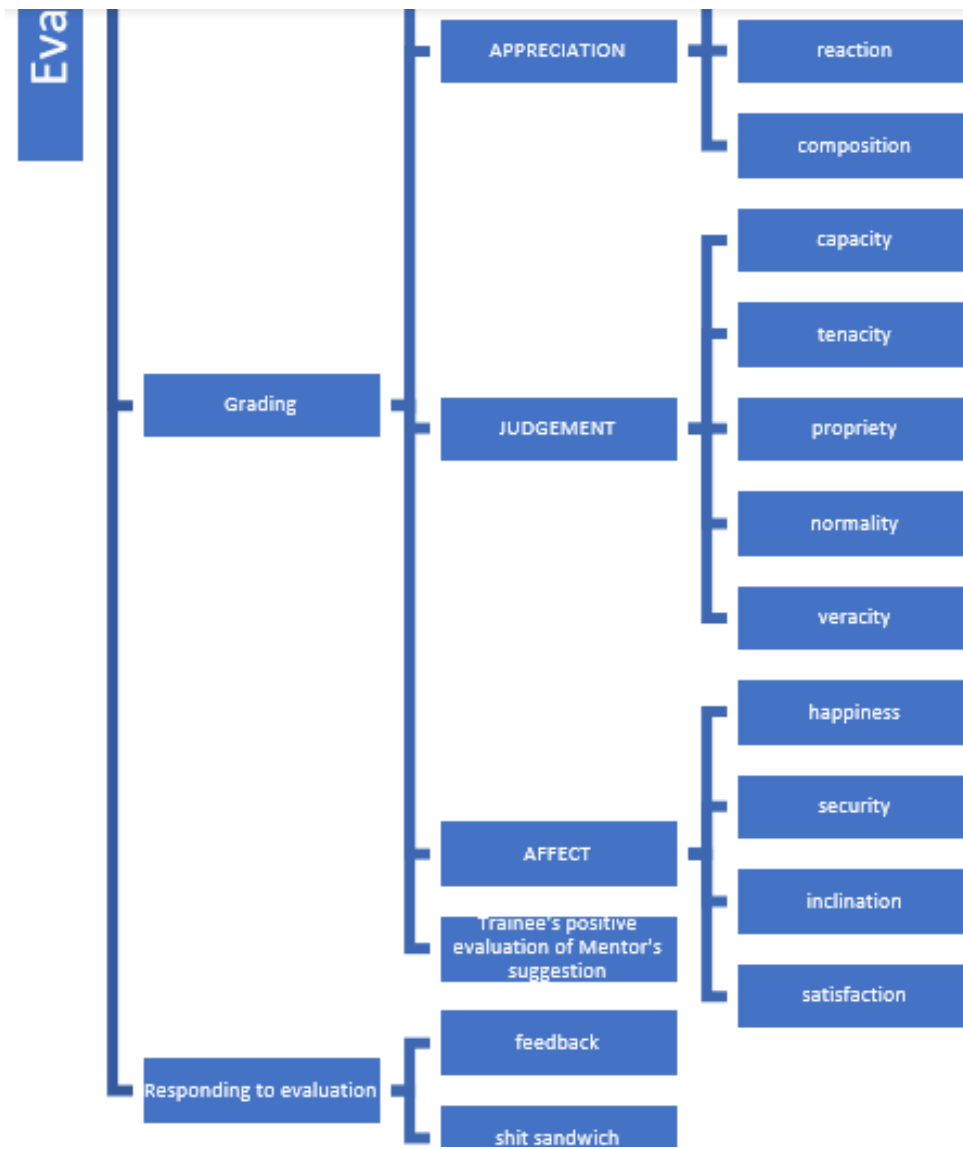 Eva
APPRECIATION
reaction
composition
capacity
tenacity
Grading
JUDGEMENT
propriety
normality
veracity
happiness
security
AFFECT
inclination
Trainee's positive
evaluation of Mentor's
suggestion
satisfaction
feedback
Responding to evaluation
shit sandwich